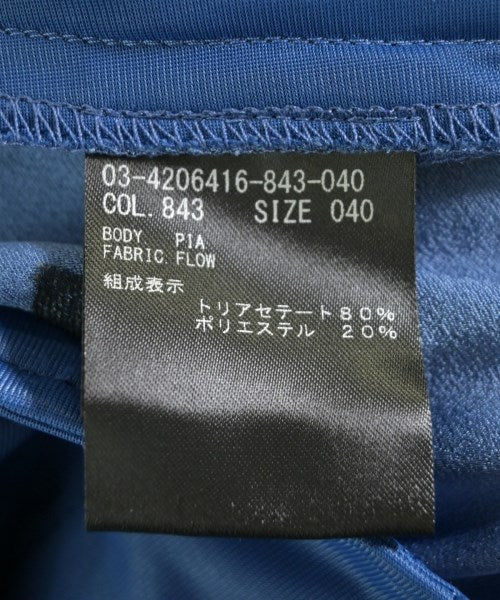 03-4206416-843-040
COL. 843 SIZE 040
BODY PIA
FABRIC FLOW
組成表示
トリアセテート80%
ポリエステル 20%